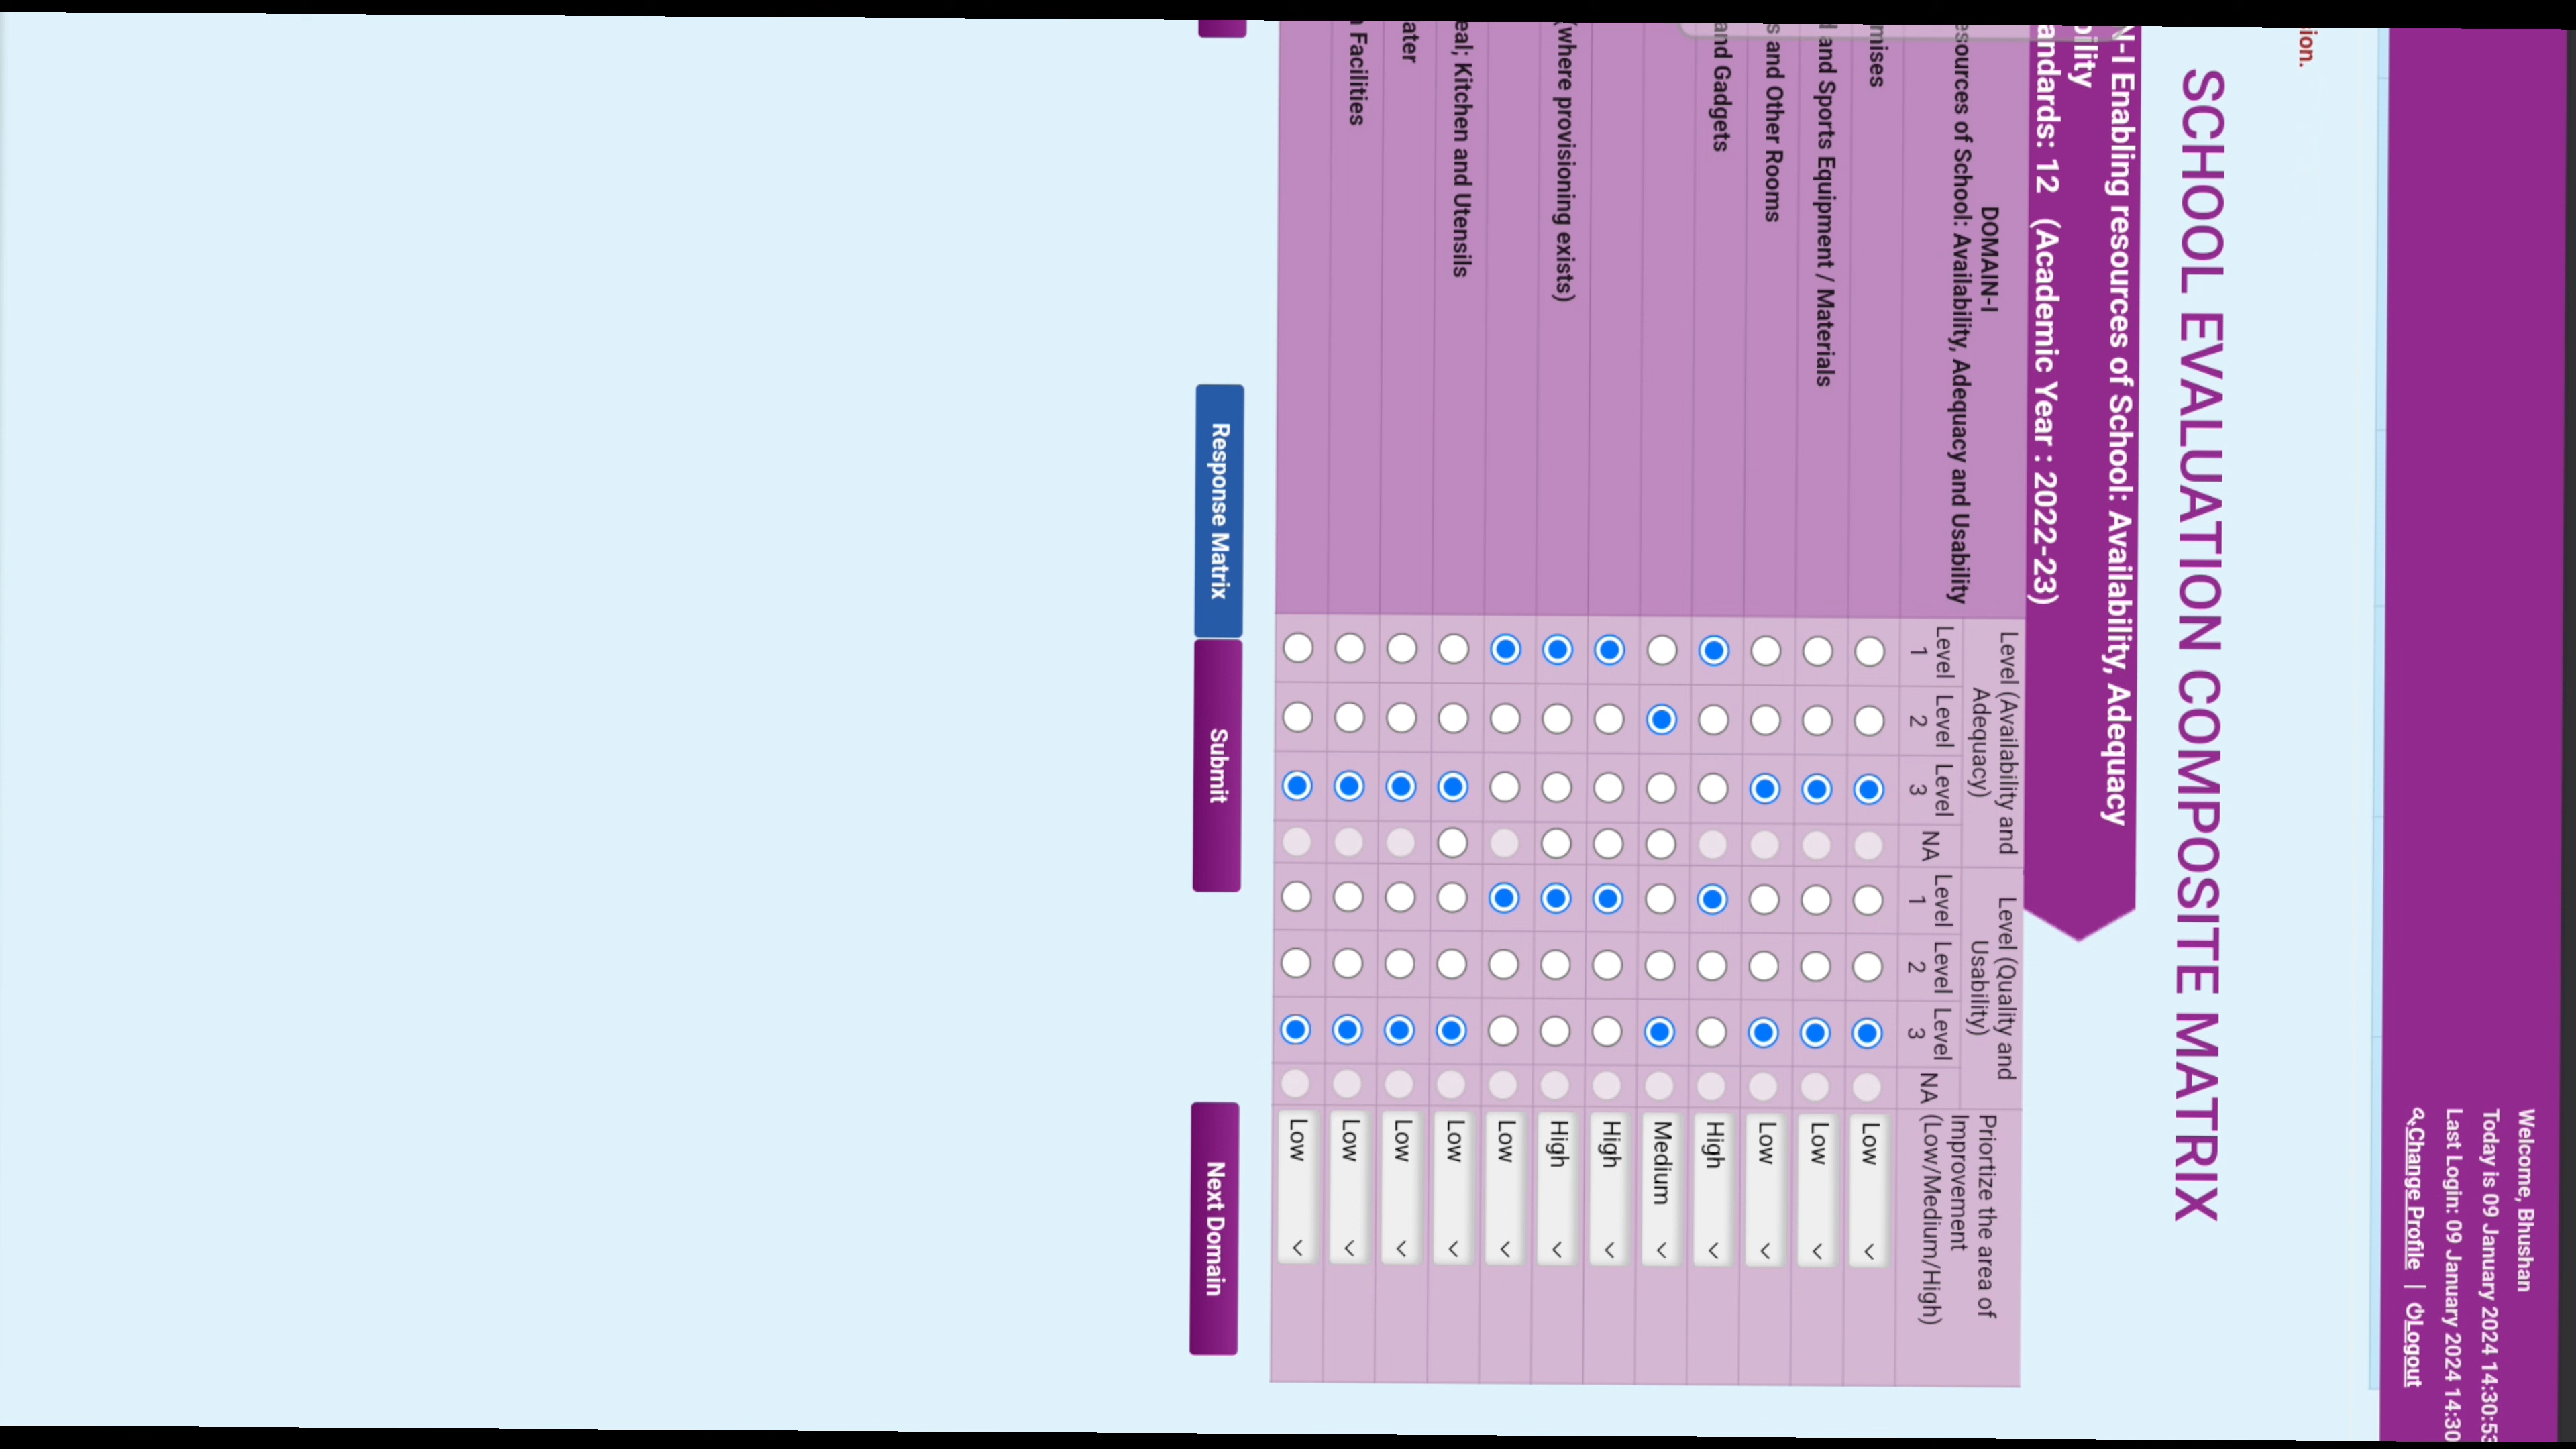 Welcome, Bhushan
Today is 09 January 2024 14:30:5
Last Login: 09 January 2024 14:30
Change Profile | Logout
sion.
SCHOOL EVALUATION COMPOSITE MATRIX
N-I Enabling resources of School: Availability, Adequacy
bility
andards: 12 (Academic Year : 2022-23)
DOMAIN-I
esources of School: Availability, Adequacy and Usability
Level (Availability and Adequacy)
Level (Quality and Usability)
Priortize the area of Improvement (Low/Medium/High)
Level 1 Level 2 Level 3 NA Level 1 Level 2 Level 3 NA
mises Low
and Sports Equipment / Materials Low
s and Other Rooms Low
and Gadgets High
Medium
High
(where provisioning exists) High
Low
eal; Kitchen and Utensils Low
ater Low
Facilities Low
Low
Response Matrix
Submit
Next Domain